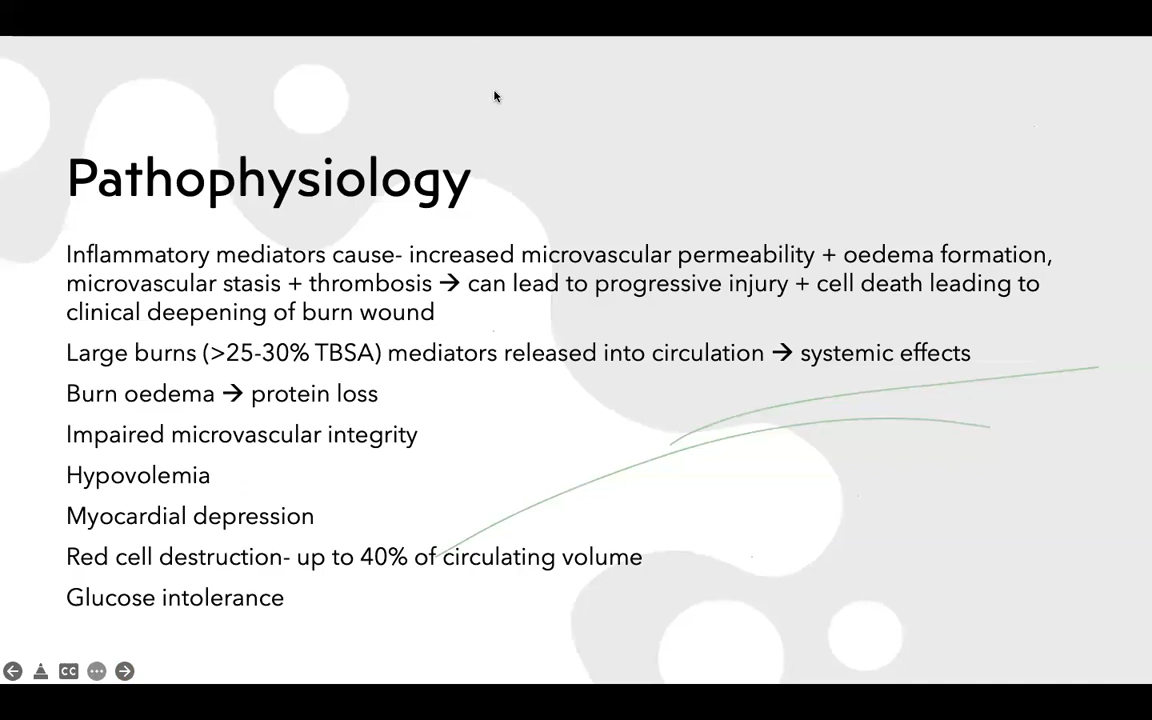 Pathophysiology
Inflammatory mediators cause- increased microvascular permeability + oedema formation,
microvascular stasis + thrombosis → can lead to progressive injury + cell death leading to
clinical deepening of burn wound
Large burns (>25-30% TBSA) mediators released into circulation → systemic effects
Burn oedema → protein loss
Impaired microvascular integrity
Hypovolemia
Myocardial depression
Red cell destruction- up to 40% of circulating volume
Glucose intolerance
CC